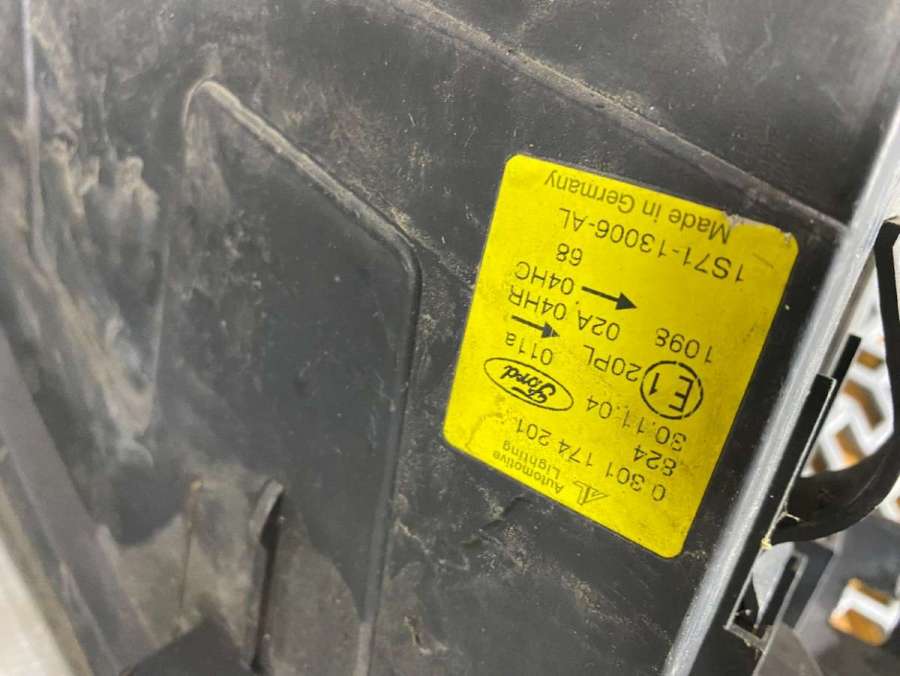 AL Automotive
Lighting
0 301 174 201
824
30.11.04
Ford
E1
20PL
011a
1098
02A, 04HR
04HC
68
1S71-13006-AL
Made in Germany